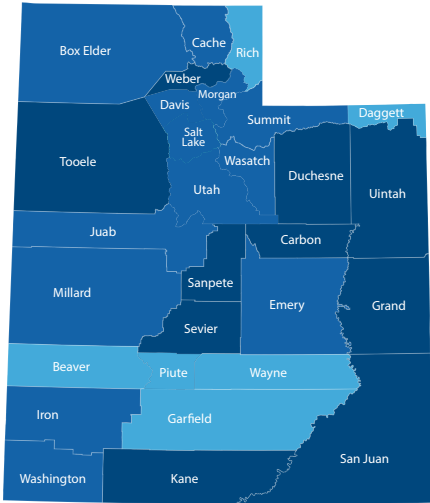 Box Elder
Cache
Rich
Weber
Morgan
Davis
Daggett
Summit
Salt
Lake
Tooele
Wasatch
Duchesne
Utah
Uintah
Juab
Carbon
Sanpete
Millard
Emery
Grand
Sevier
Beaver
Piute
Wayne
Iron
Garfield
San Juan
Washington
Kane